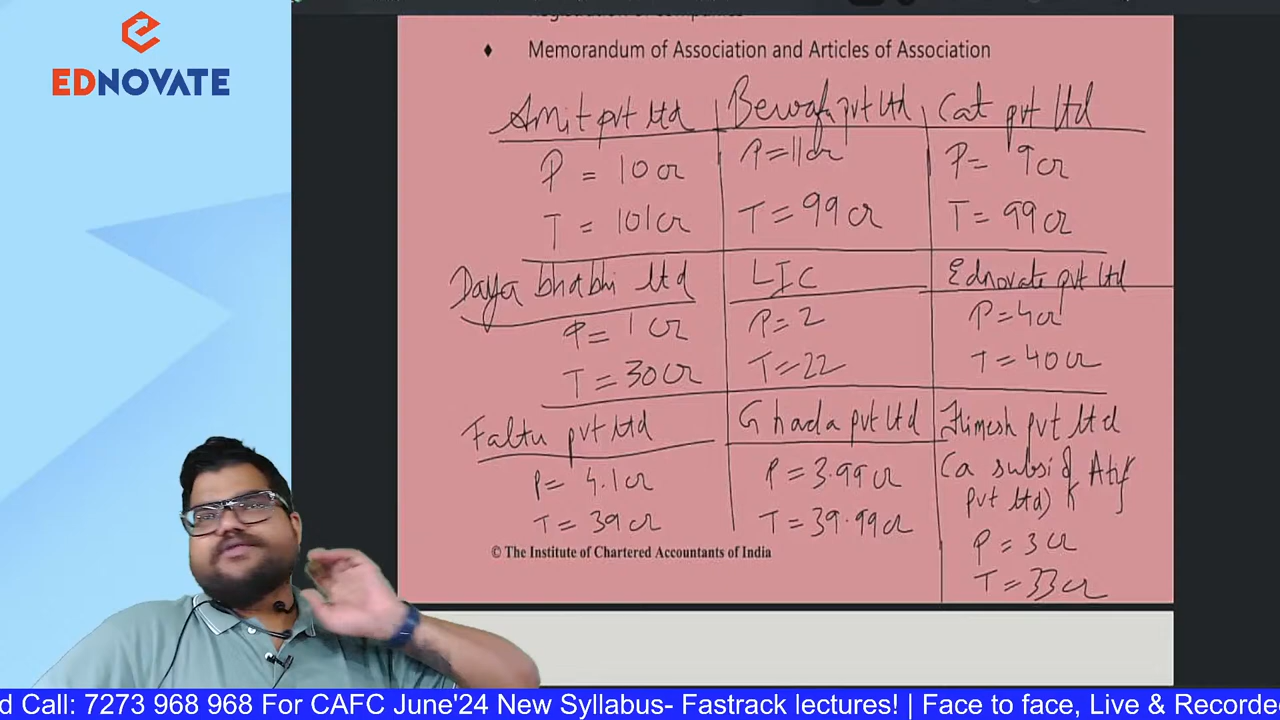 EDNOVATE
♦ Memorandum of Association and Articles of Association
Amit pvt ltd
P = 10 cr
T = 101 cr
Bewafa pvt ltd
P = 11 cr
T = 99 cr
Cat pvt ltd
P = 9 cr
T = 99 cr
Daya bhabhi ltd
P = 1 cr
T = 30 cr
LIC
P = 2
T = 22
Ednovate pvt ltd
P = 4 cr
T = 40 cr
Faltu pvt ltd
P = 4.1 cr
T = 39 cr
Ghada pvt ltd
P = 3.99 cr
T = 39.99 cr
Himesh pvt ltd
(a subsi of Atif
pvt ltd)
P = 3 cr
T = 33 cr
© The Institute of Chartered Accountants of India
d Call: 7273 968 968 For CAFC June'24 New Syllabus- Fastrack lectures! | Face to face, Live & Recorde